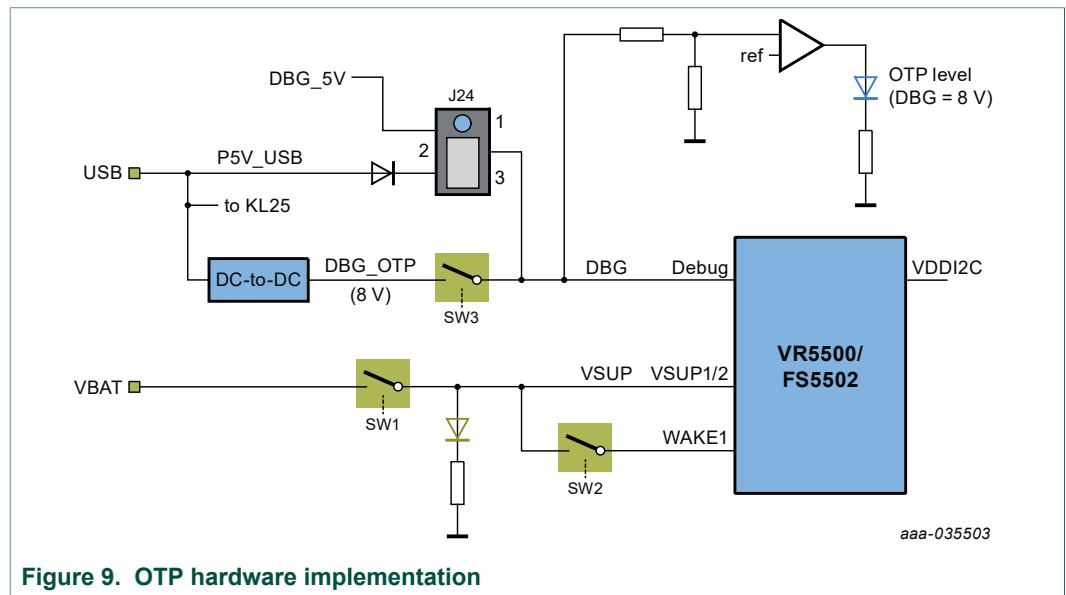 DBG_5V
J24
1
2
3
ref
OTP level
(DBG = 8 V)
USB
P5V_USB
to KL25
DC-to-DC
DBG_OTP
(8 V)
SW3
DBG
Debug
VDDI2C
VR5500/
FS5502
VBAT
SW1
VSUP
VSUP1/2
WAKE1
SW2
aaa-035503
Figure 9. OTP hardware implementation